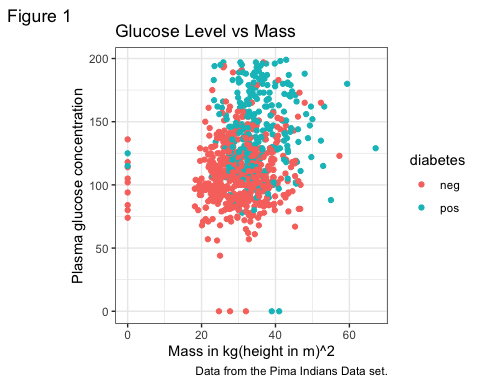 Figure 1
Glucose Level vs Mass
Plasma glucose concentration
200
150
100
50
0
0 20 40 60
Mass in kg(height in m)^2
diabetes
neg
pos
Data from the Pima Indians Data set.